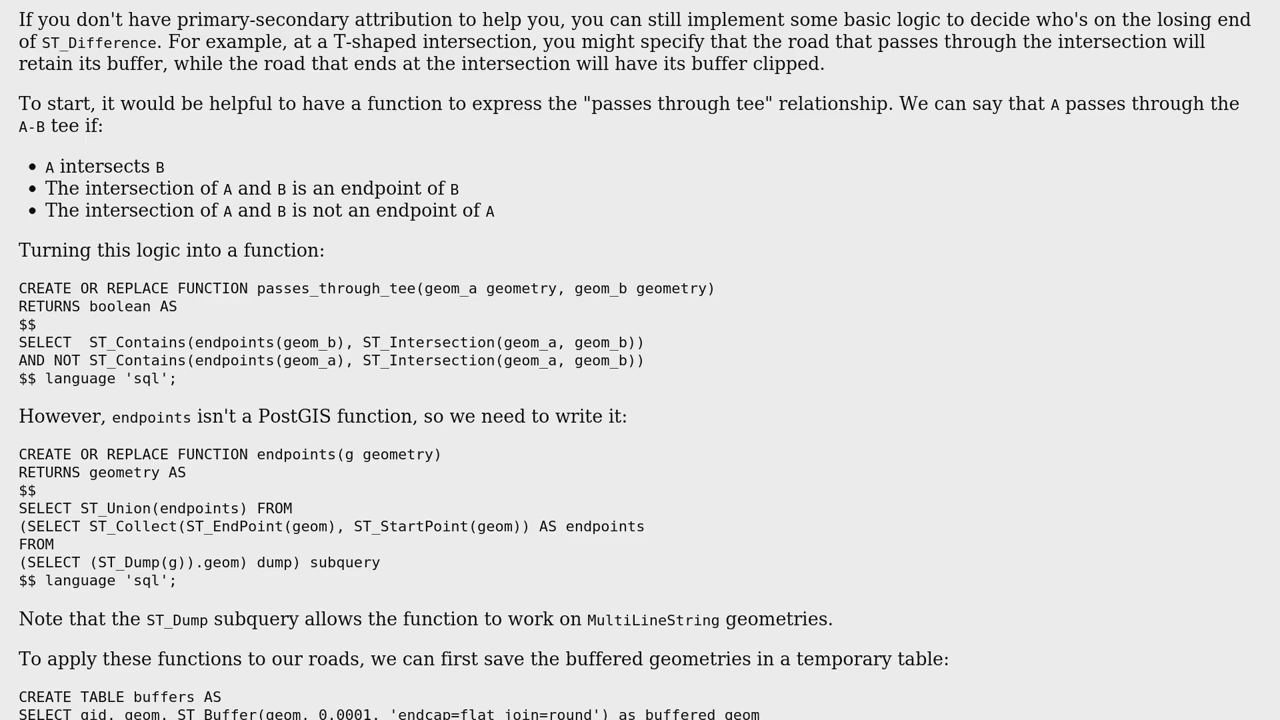 If you don't have primary-secondary attribution to help you, you can still implement some basic logic to decide who's on the losing end
of ST_Difference. For example, at a T-shaped intersection, you might specify that the road that passes through the intersection will
retain its buffer, while the road that ends at the intersection will have its buffer clipped.
To start, it would be helpful to have a function to express the "passes through tee" relationship. We can say that A passes through the
A-B tee if:
• A intersects B
• The intersection of A and B is an endpoint of B
• The intersection of A and B is not an endpoint of A
Turning this logic into a function:
CREATE OR REPLACE FUNCTION passes_through_tee(geom_a geometry, geom_b geometry)
RETURNS boolean AS
$$
SELECT  ST_Contains(endpoints(geom_b), ST_Intersection(geom_a, geom_b))
AND NOT ST_Contains(endpoints(geom_a), ST_Intersection(geom_a, geom_b))
$$ language 'sql';
However, endpoints isn't a PostGIS function, so we need to write it:
CREATE OR REPLACE FUNCTION endpoints(g geometry)
RETURNS geometry AS
$$
SELECT ST_Union(endpoints) FROM
(SELECT ST_Collect(ST_EndPoint(geom), ST_StartPoint(geom)) AS endpoints
FROM
(SELECT (ST_Dump(g)).geom) dump) subquery
$$ language 'sql';
Note that the ST_Dump subquery allows the function to work on MultiLineString geometries.
To apply these functions to our roads, we can first save the buffered geometries in a temporary table:
CREATE TABLE buffers AS
SELECT gid, geom, ST_Buffer(geom, 0.0001, 'endcap=flat join=round') as buffered_geom